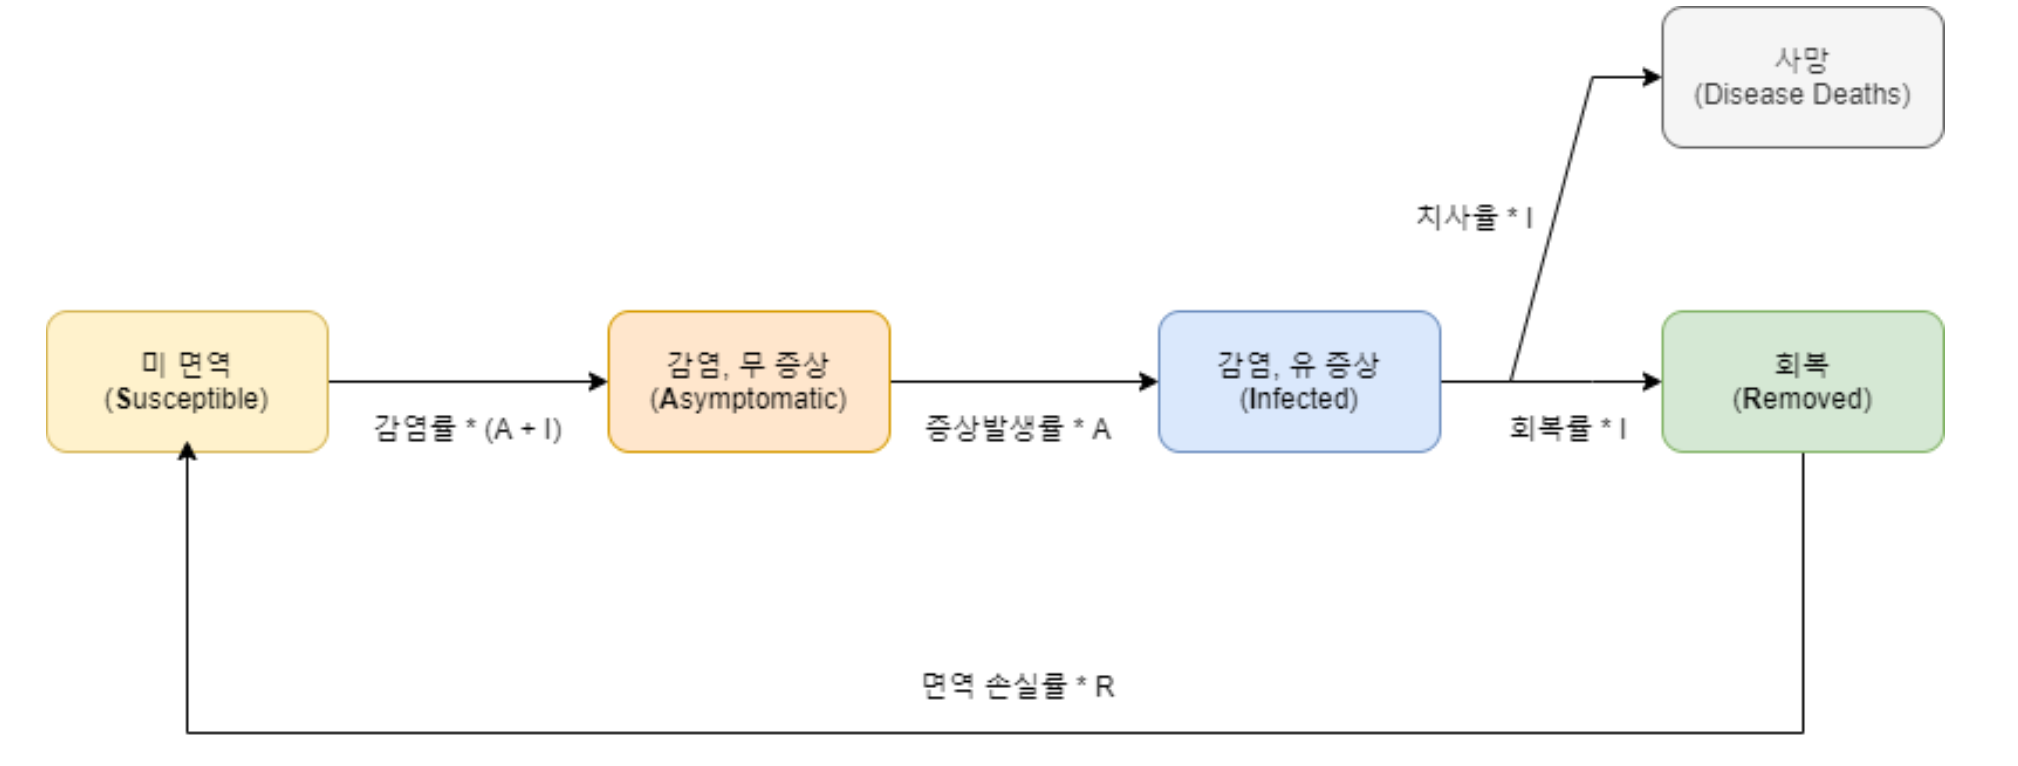 사망
(Disease Deaths)
치사율 * I
미 면역
(Susceptible)
감염률 * (A + I)
감염, 무 증상
(Asymptomatic)
증상발생률 * A
감염, 유 증상
(Infected)
회복률 * I
회복
(Removed)
면역 손실률 * R